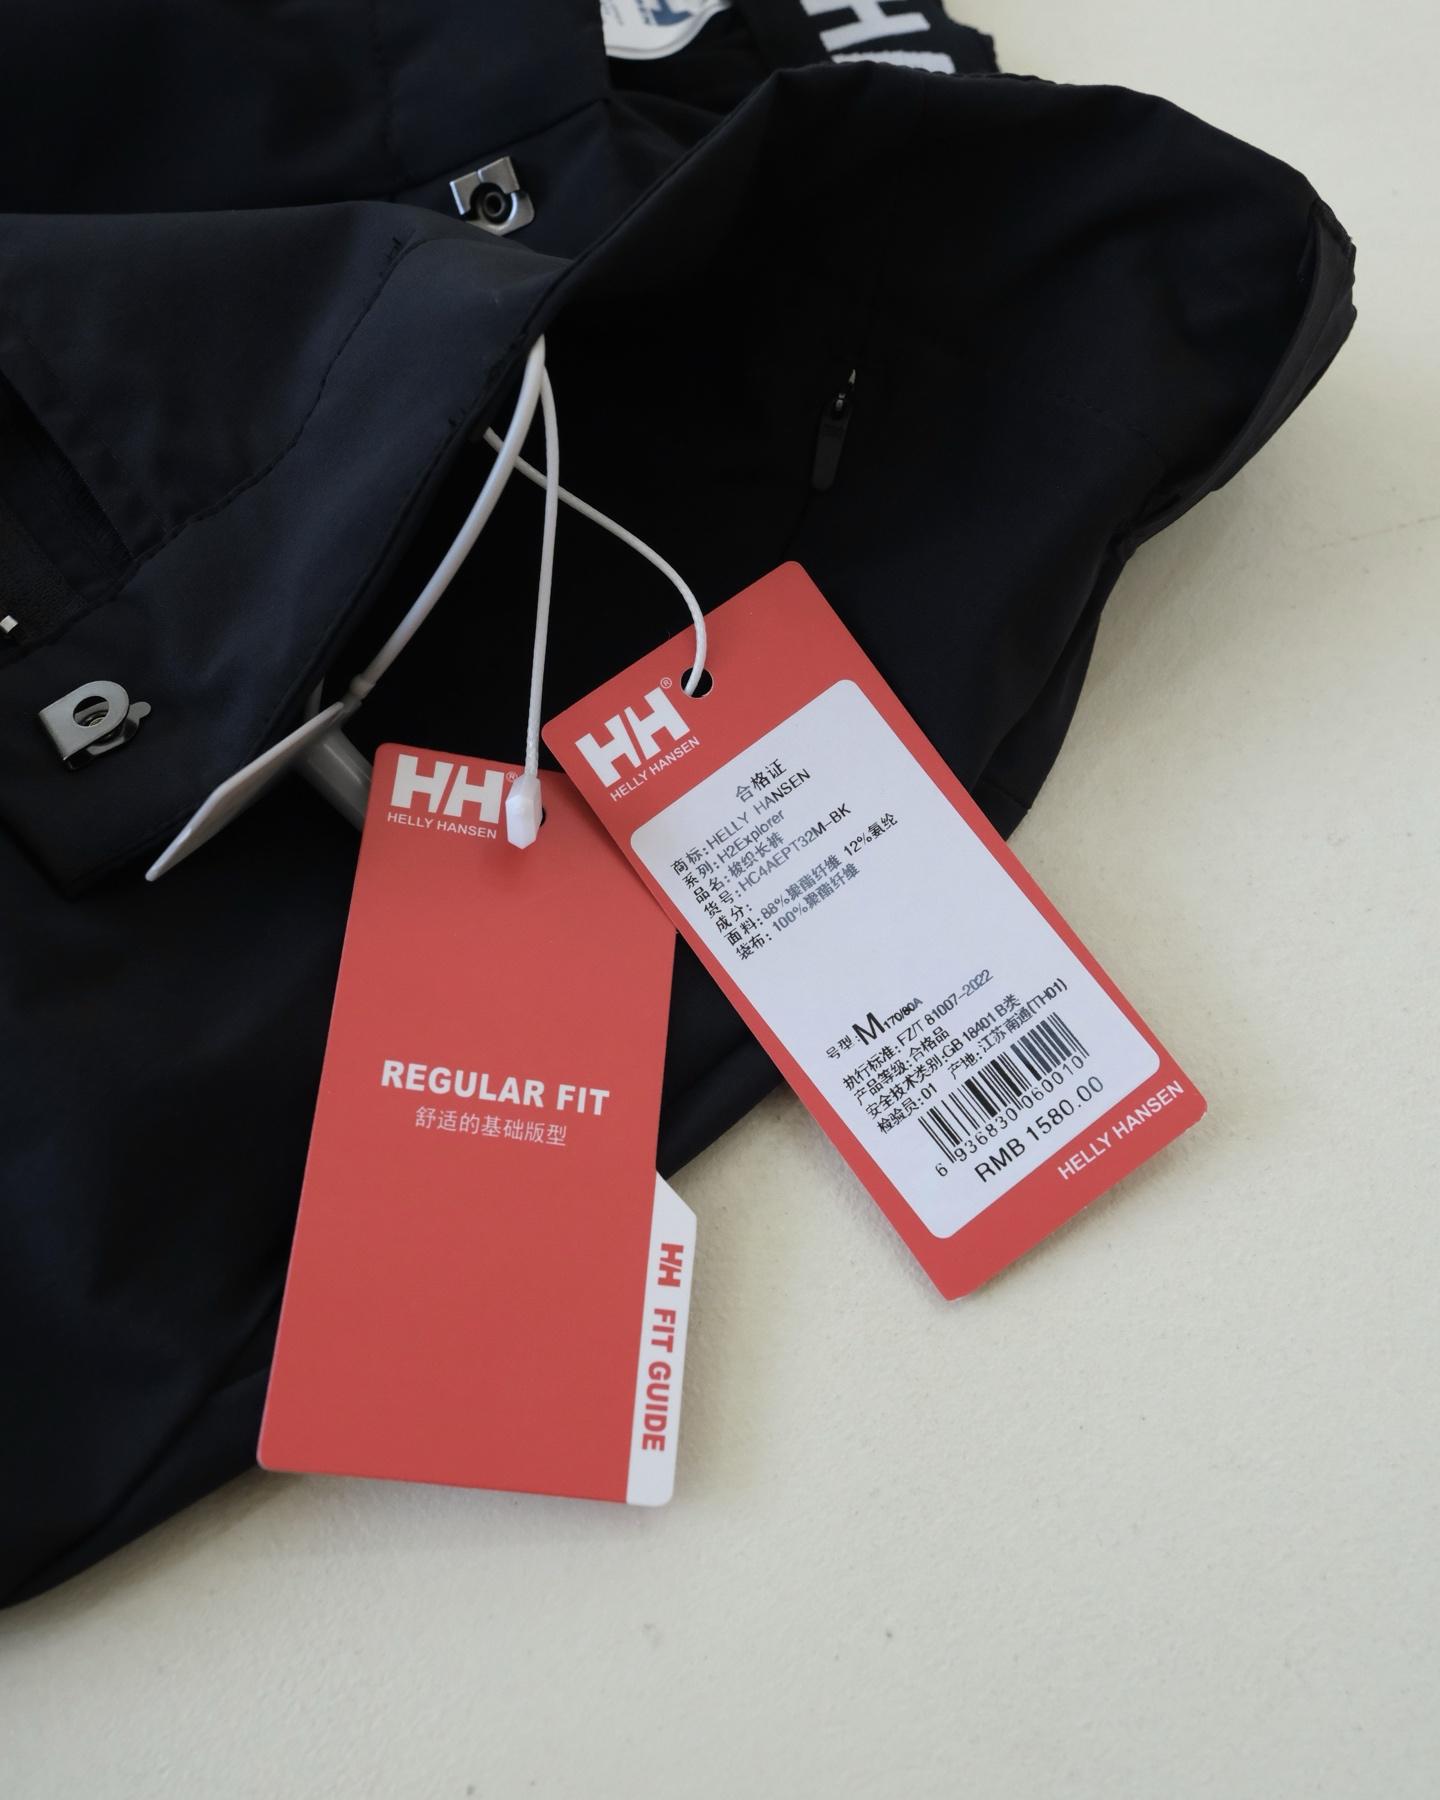 HH®
HELLY HANSEN
REGULAR FIT
舒适的基础版型
HH FIT GUIDE
HH®
HELLY HANSEN
合格证
商标:HELLY HANSEN
系列:H2Explorer
品名:梭织长裤
货号:HC4AEPT32M-BK
成分:
面料:88%聚酯纤维 12%氨纶
袋布:100%聚酯纤维
号型:M170/80A
执行标准:FZ/T 81007-2022
产品等级:合格品
安全技术类别:GB 18401 B类
检验员:01 产地:江苏南通(TH01)
6 936830 060010
RMB 1580.00
HELLY HANSEN
H